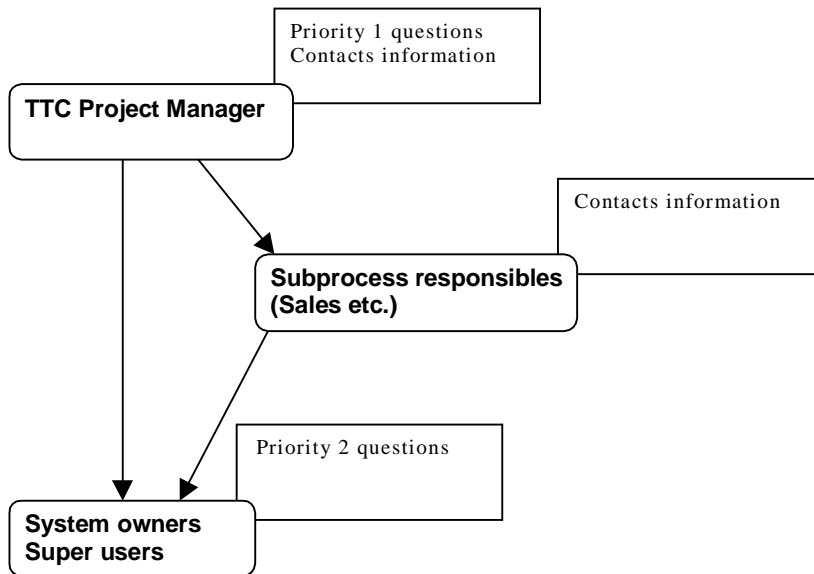 Priority 1 questions
Contacts information
TTC Project Manager
Contacts information
Subprocess responsibles
(Sales etc.)
Priority 2 questions
System owners
Super users